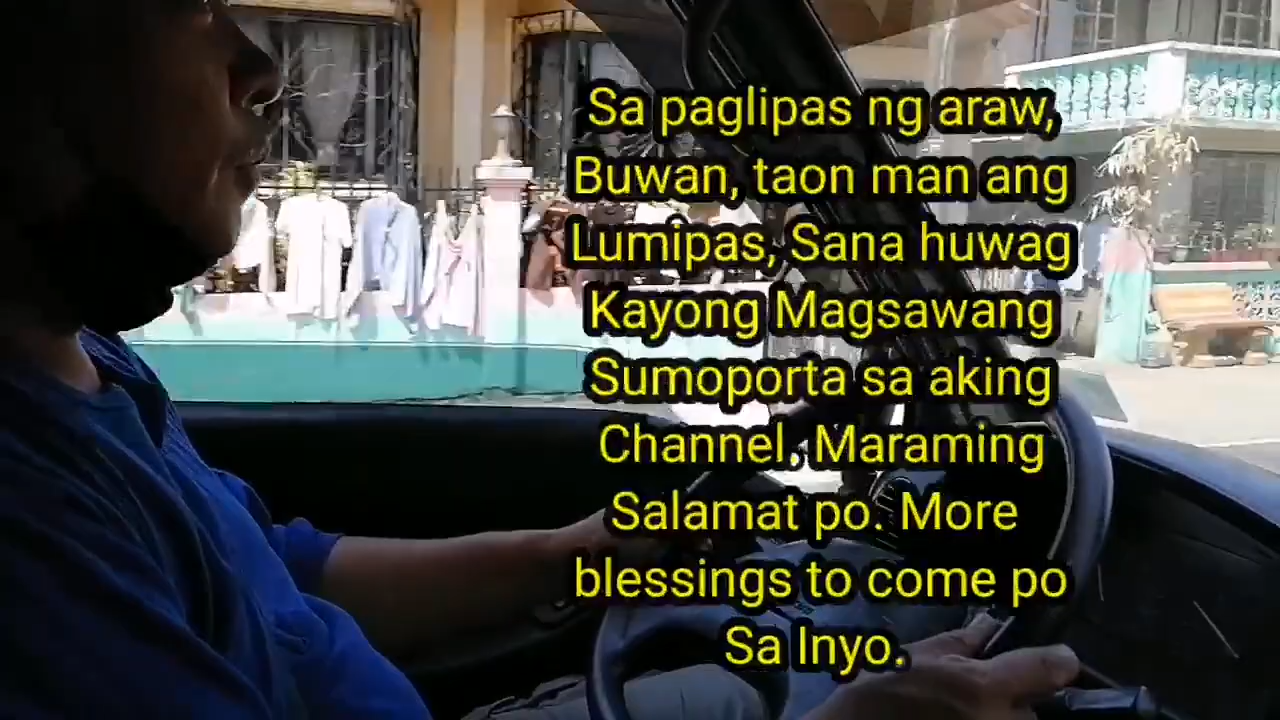 Sa paglipas ng araw,
Buwan, taon man ang
Lumipas, Sana huwag
Kayong Magsawang
Sumoporta sa aking
Channel. Maraming
Salamat po. More
blessings to come po
Sa Inyo.